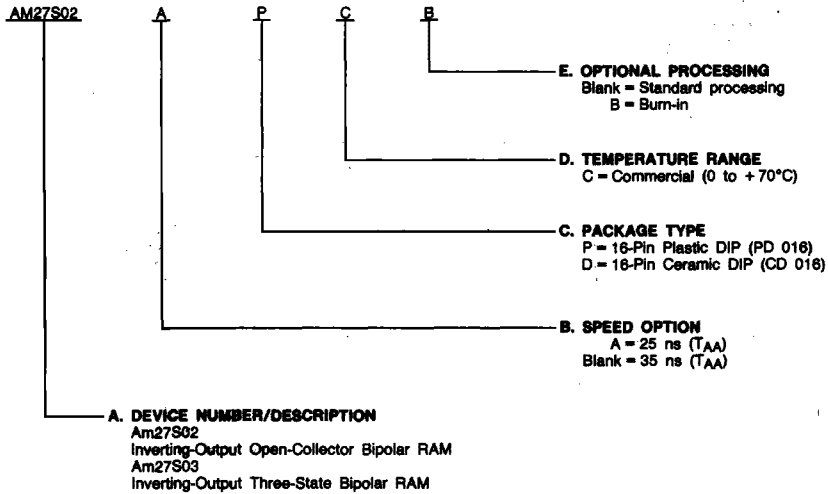 AM27S02 A P C B
E. OPTIONAL PROCESSING
Blank = Standard processing
B = Burn-in
D. TEMPERATURE RANGE
C = Commercial (0 to +70°C)
C. PACKAGE TYPE
P = 16-Pin Plastic DIP (PD 016)
D = 16-Pin Ceramic DIP (CD 016)
B. SPEED OPTION
A = 25 ns (TAA)
Blank = 35 ns (TAA)
A. DEVICE NUMBER/DESCRIPTION
Am27S02
Inverting-Output Open-Collector Bipolar RAM
Am27S03
Inverting-Output Three-State Bipolar RAM